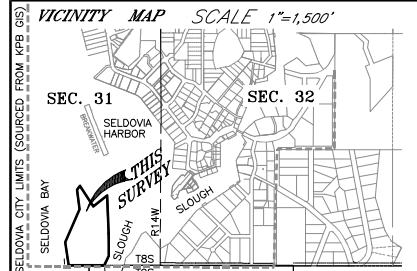 VICINITY MAP SCALE 1"=1,500'
SELDOVIA CITY LIMITS (SOURCED FROM KPB GIS)
SEC. 31
SEC. 32
SELDOVIA
HARBOR
BREAKWATER
THIS
SURVEY
SELDOVIA BAY
SLOUGH
SLOUGH
R14W
T8S